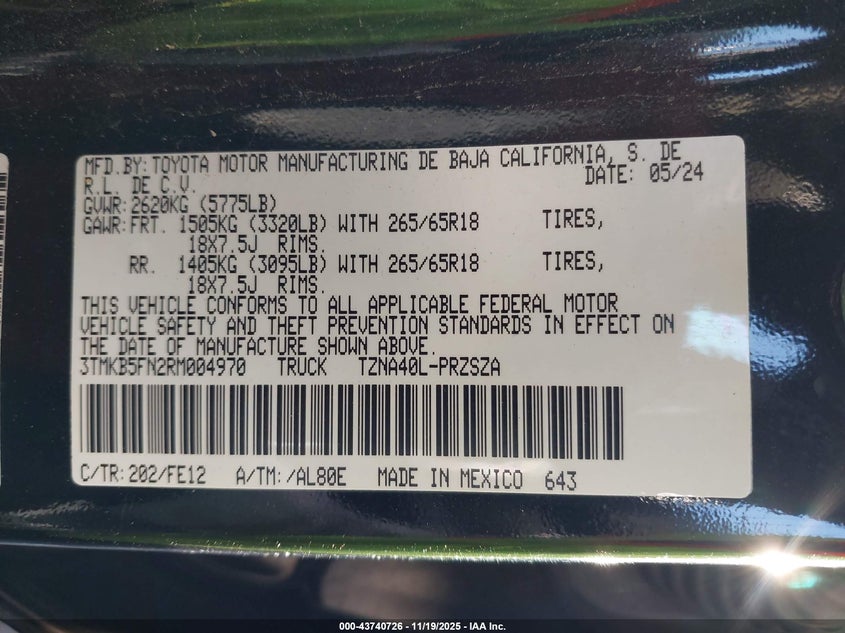 MFD.BY:TOYOTA MOTOR MANUFACTURING DE BAJA CALIFORNIA, S. DE
R.L. DE C.V. DATE: 05/24
GVWR:2620KG (5775LB)
GAWR:FRT. 1505KG (3320LB) WITH 265/65R18 TIRES,
18X7.5J RIMS.
RR. 1405KG (3095LB) WITH 265/65R18 TIRES,
18X7.5J RIMS.
THIS VEHICLE CONFORMS TO ALL APPLICABLE FEDERAL MOTOR
VEHICLE SAFETY AND THEFT PREVENTION STANDARDS IN EFFECT ON
THE DATE OF MANUFACTURE SHOWN ABOVE.
3TMKB5FN2RM004970 TRUCK TZNA40L-PRZSZA
C/TR:202/FE12 A/TM:/AL80E MADE IN MEXICO 643
000-43740726 - 11/19/2025 - IAA Inc.